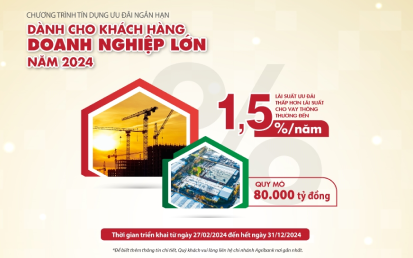 CHƯƠNG TRÌNH TÍN DỤNG ƯU ĐÃI NGẮN HẠN
DÀNH CHO KHÁCH HÀNG
DOANH NGHIỆP LỚN
NĂM 2024
%
LÃI SUẤT ƯU ĐÃI
THẤP HƠN LÃI SUẤT
CHO VAY THÔNG
THƯỜNG ĐẾN
1,5
%/năm
QUY MÔ
80.000 tỷ đồng
Thời gian triển khai từ ngày 27/02/2024 đến hết ngày 31/12/2024
*Để biết thêm thông tin chi tiết, Quý khách vui lòng liên hệ chi nhánh Agribank nơi gần nhất.